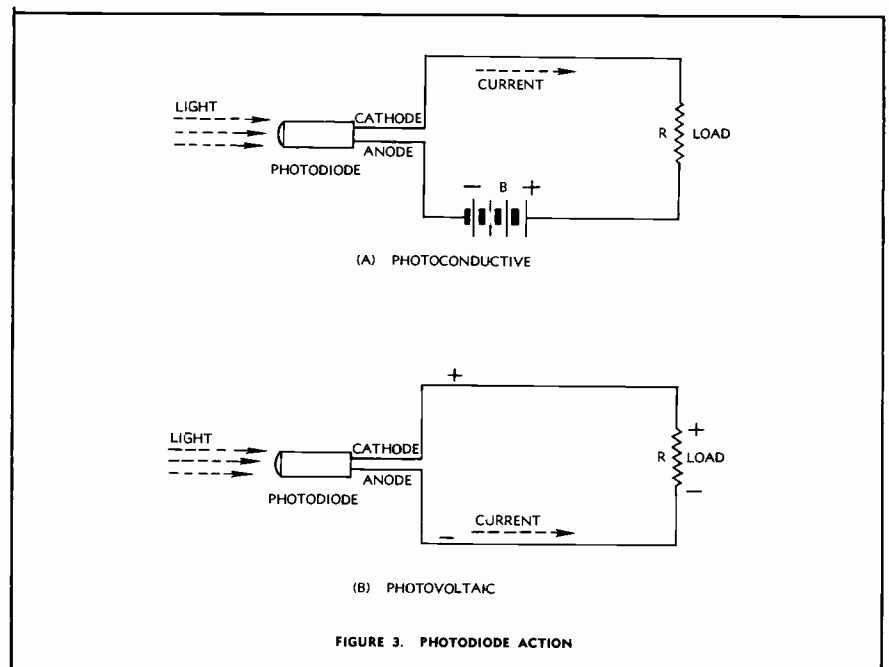 CURRENT
LIGHT
CATHODE
R LOAD
ANODE
PHOTODIODE
− B +
(A) PHOTOCONDUCTIVE
+
+
LIGHT
CATHODE
R LOAD
ANODE
PHOTODIODE
−
CURRENT
−
(B) PHOTOVOLTAIC
FIGURE 3. PHOTODIODE ACTION